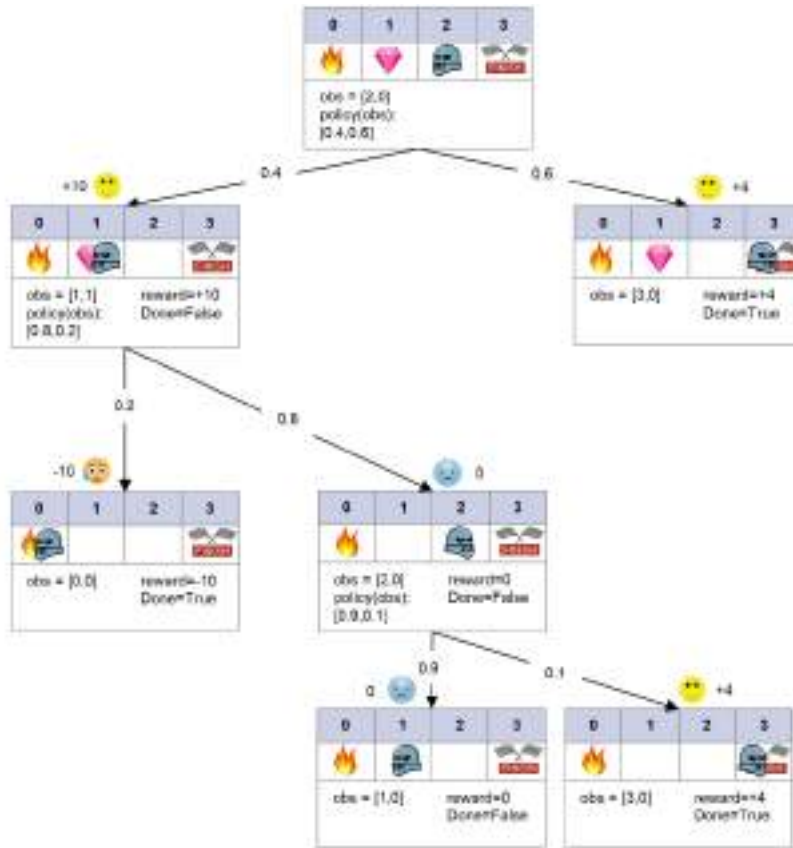 0 1 2 3
FINISH
obs = [2,0]
policy(obs):
[0.4,0.6]
0.4
0.6
+10
+4
0 1 2 3
FINISH
obs = [1,1] reward=+10
policy(obs): Done=False
[0.8,0.2]
0 1 2 3
obs = [3,0] reward=+4
Done=True
0.2
0.8
-10
0
0 1 2 3
FINISH
obs = [0,0] reward=-10
Done=True
0 1 2 3
FINISH
obs = [2,0] reward=0
policy(obs): Done=False
[0.9,0.1]
0.9
0.1
0
+4
0 1 2 3
FINISH
obs = [1,0] reward=0
Done=False
0 1 2 3
obs = [3,0] reward=+4
Done=True